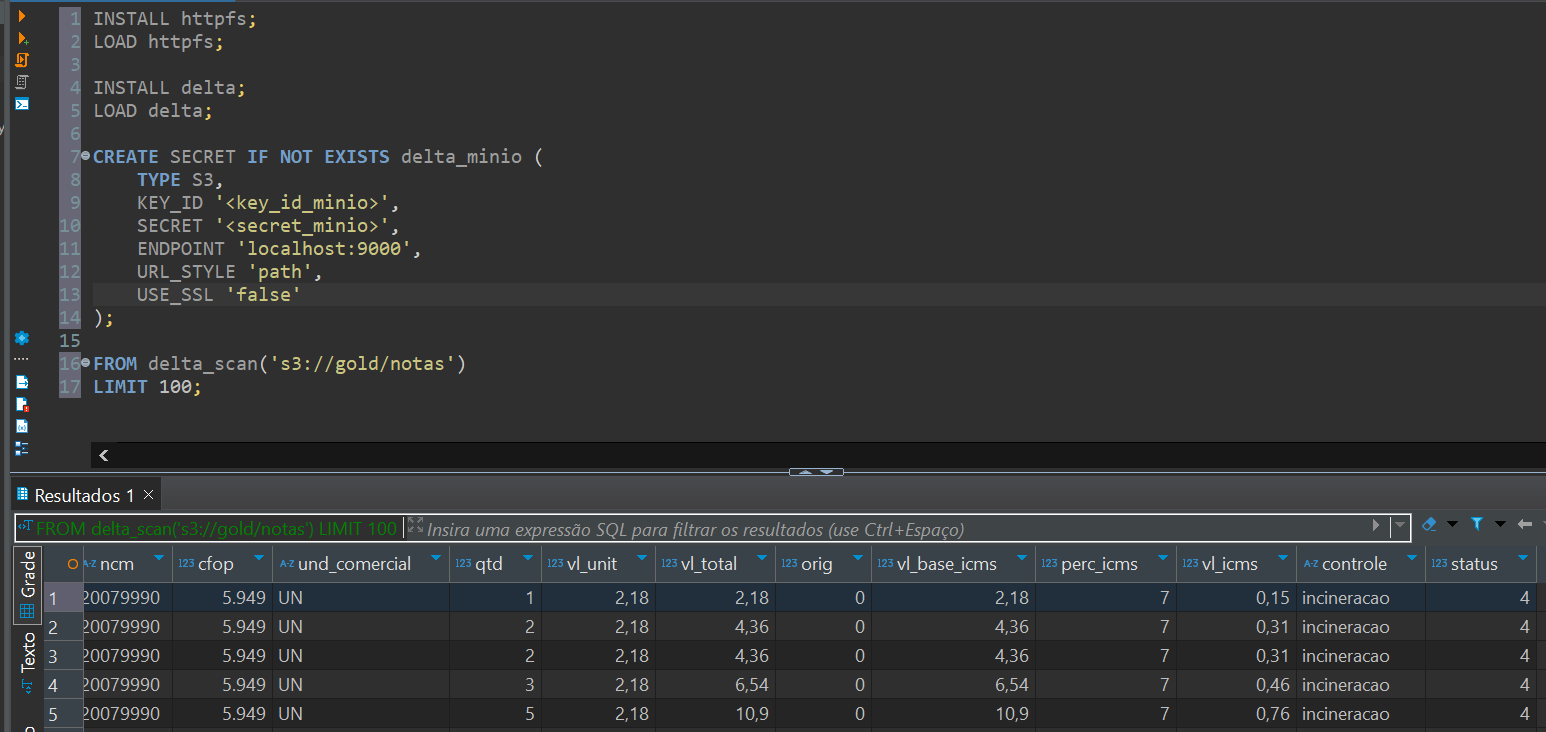 1 INSTALL httpfs;
2 LOAD httpfs;
3
4 INSTALL delta;
5 LOAD delta;
6
7 CREATE SECRET IF NOT EXISTS delta_minio (
8 TYPE S3,
9 KEY_ID '<key_id_minio>',
10 SECRET '<secret_minio>',
11 ENDPOINT 'localhost:9000',
12 URL_STYLE 'path',
13 USE_SSL 'false'
14 );
15
16 FROM delta_scan('s3://gold/notas')
17 LIMIT 100;
Resultados 1 ×
FROM delta_scan('s3://gold/notas') LIMIT 100 Insira uma expressão SQL para filtrar os resultados (use Ctrl+Espaço)
Grade
Texto
A-Z ncm 123 cfop A-Z und_comercial 123 qtd 123 vl_unit 123 vl_total 123 orig 123 vl_base_icms 123 perc_icms 123 vl_icms A-Z controle 123 status
1 20079990 5.949 UN 1 2,18 2,18 0 2,18 7 0,15 incineracao 4
2 20079990 5.949 UN 2 2,18 4,36 0 4,36 7 0,31 incineracao 4
3 20079990 5.949 UN 2 2,18 4,36 0 4,36 7 0,31 incineracao 4
4 20079990 5.949 UN 3 2,18 6,54 0 6,54 7 0,46 incineracao 4
5 20079990 5.949 UN 5 2,18 10,9 0 10,9 7 0,76 incineracao 4